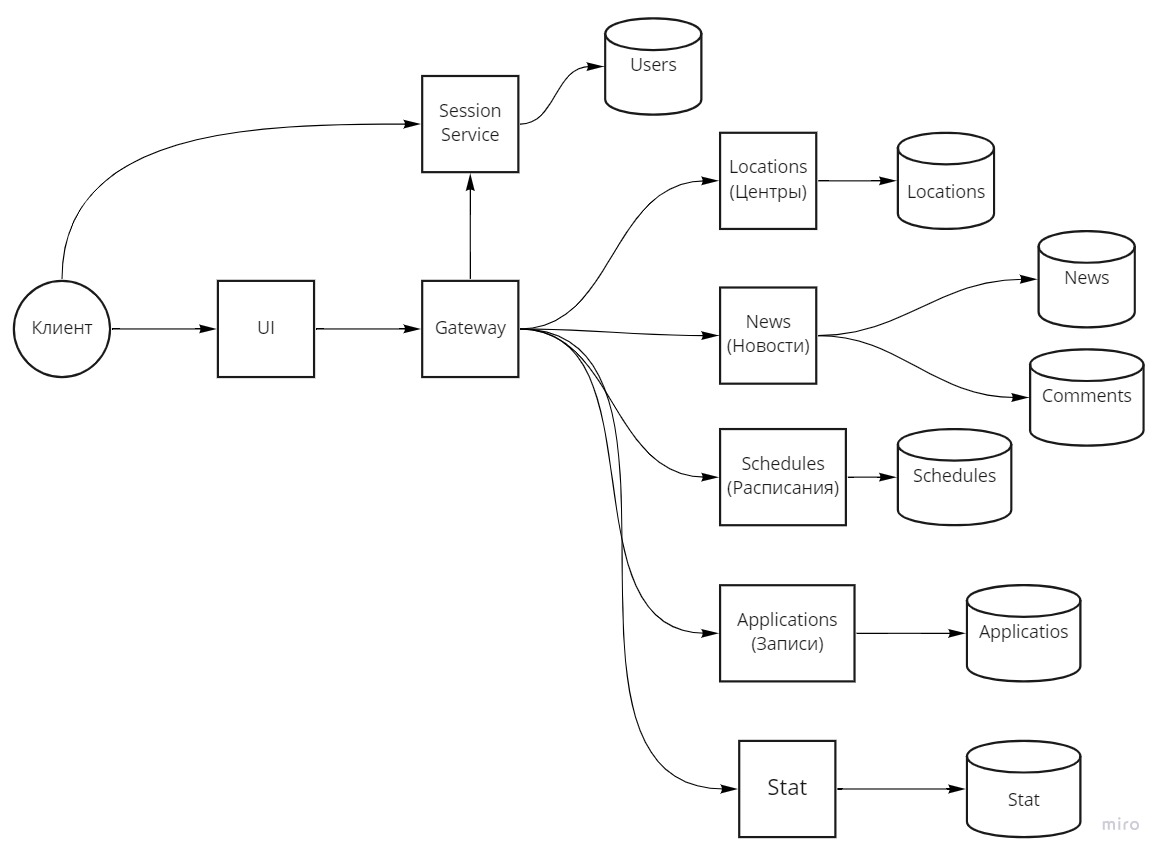 Users
Session
Service
Locations
(Центры)
Locations
News
Клиент
UI
Gateway
News
(Новости)
Comments
Schedules
(Расписания)
Schedules
Applications
(Записи)
Applicatios
Stat
Stat
miro